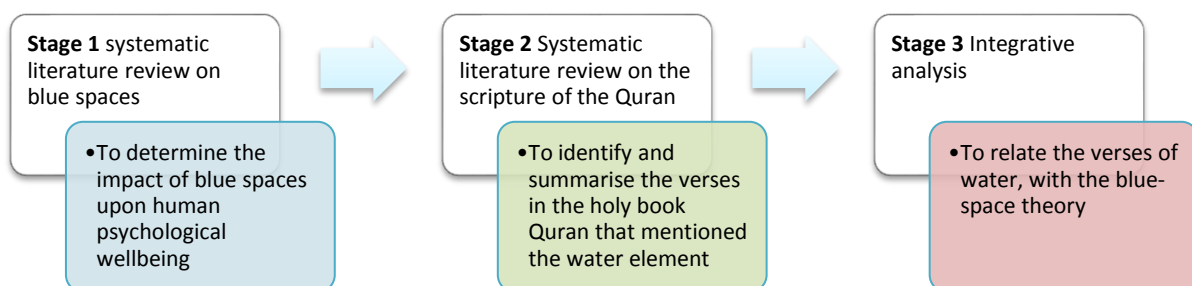 Stage 1 systematic
literature review on
blue spaces
•To determine the
impact of blue spaces
upon human
psychological
wellbeing
Stage 2 Systematic
literature review on the
scripture of the Quran
•To identify and
summarise the verses
in the holy book
Quran that mentioned
the water element
Stage 3 Integrative
analysis
•To relate the verses of
water, with the blue-
space theory